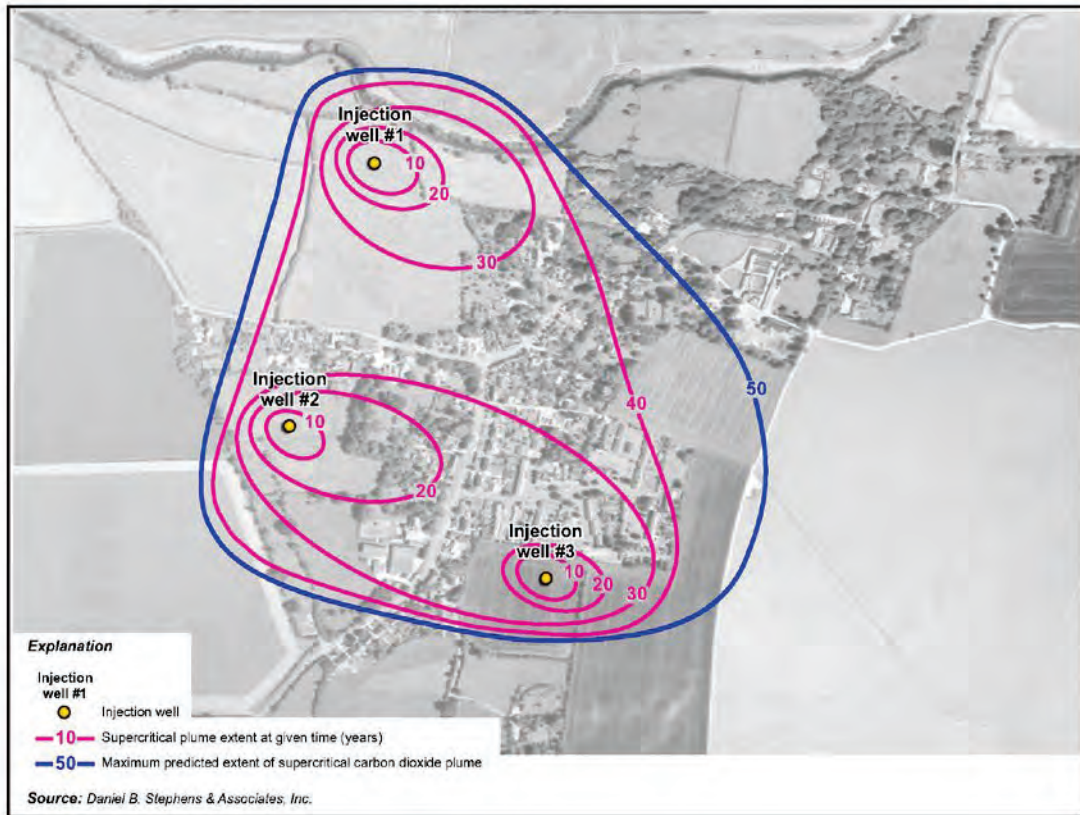 Injection
well #1
10
20
30
Injection
well #2
10
20
40
50
Injection
well #3
10
20
30
Explanation
Injection
well #1
Injection well
10 Supercritical plume extent at given time (years)
50 Maximum predicted extent of supercritical carbon dioxide plume
Source: Daniel B. Stephens & Associates, Inc.